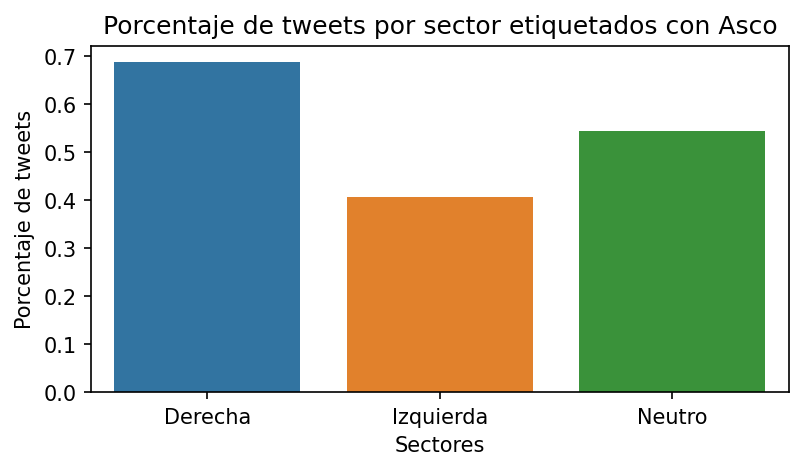 Porcentaje de tweets por sector etiquetados con Asco
Porcentaje de tweets
0.7
0.6
0.5
0.4
0.3
0.2
0.1
0.0
Derecha Izquierda Neutro
Sectores